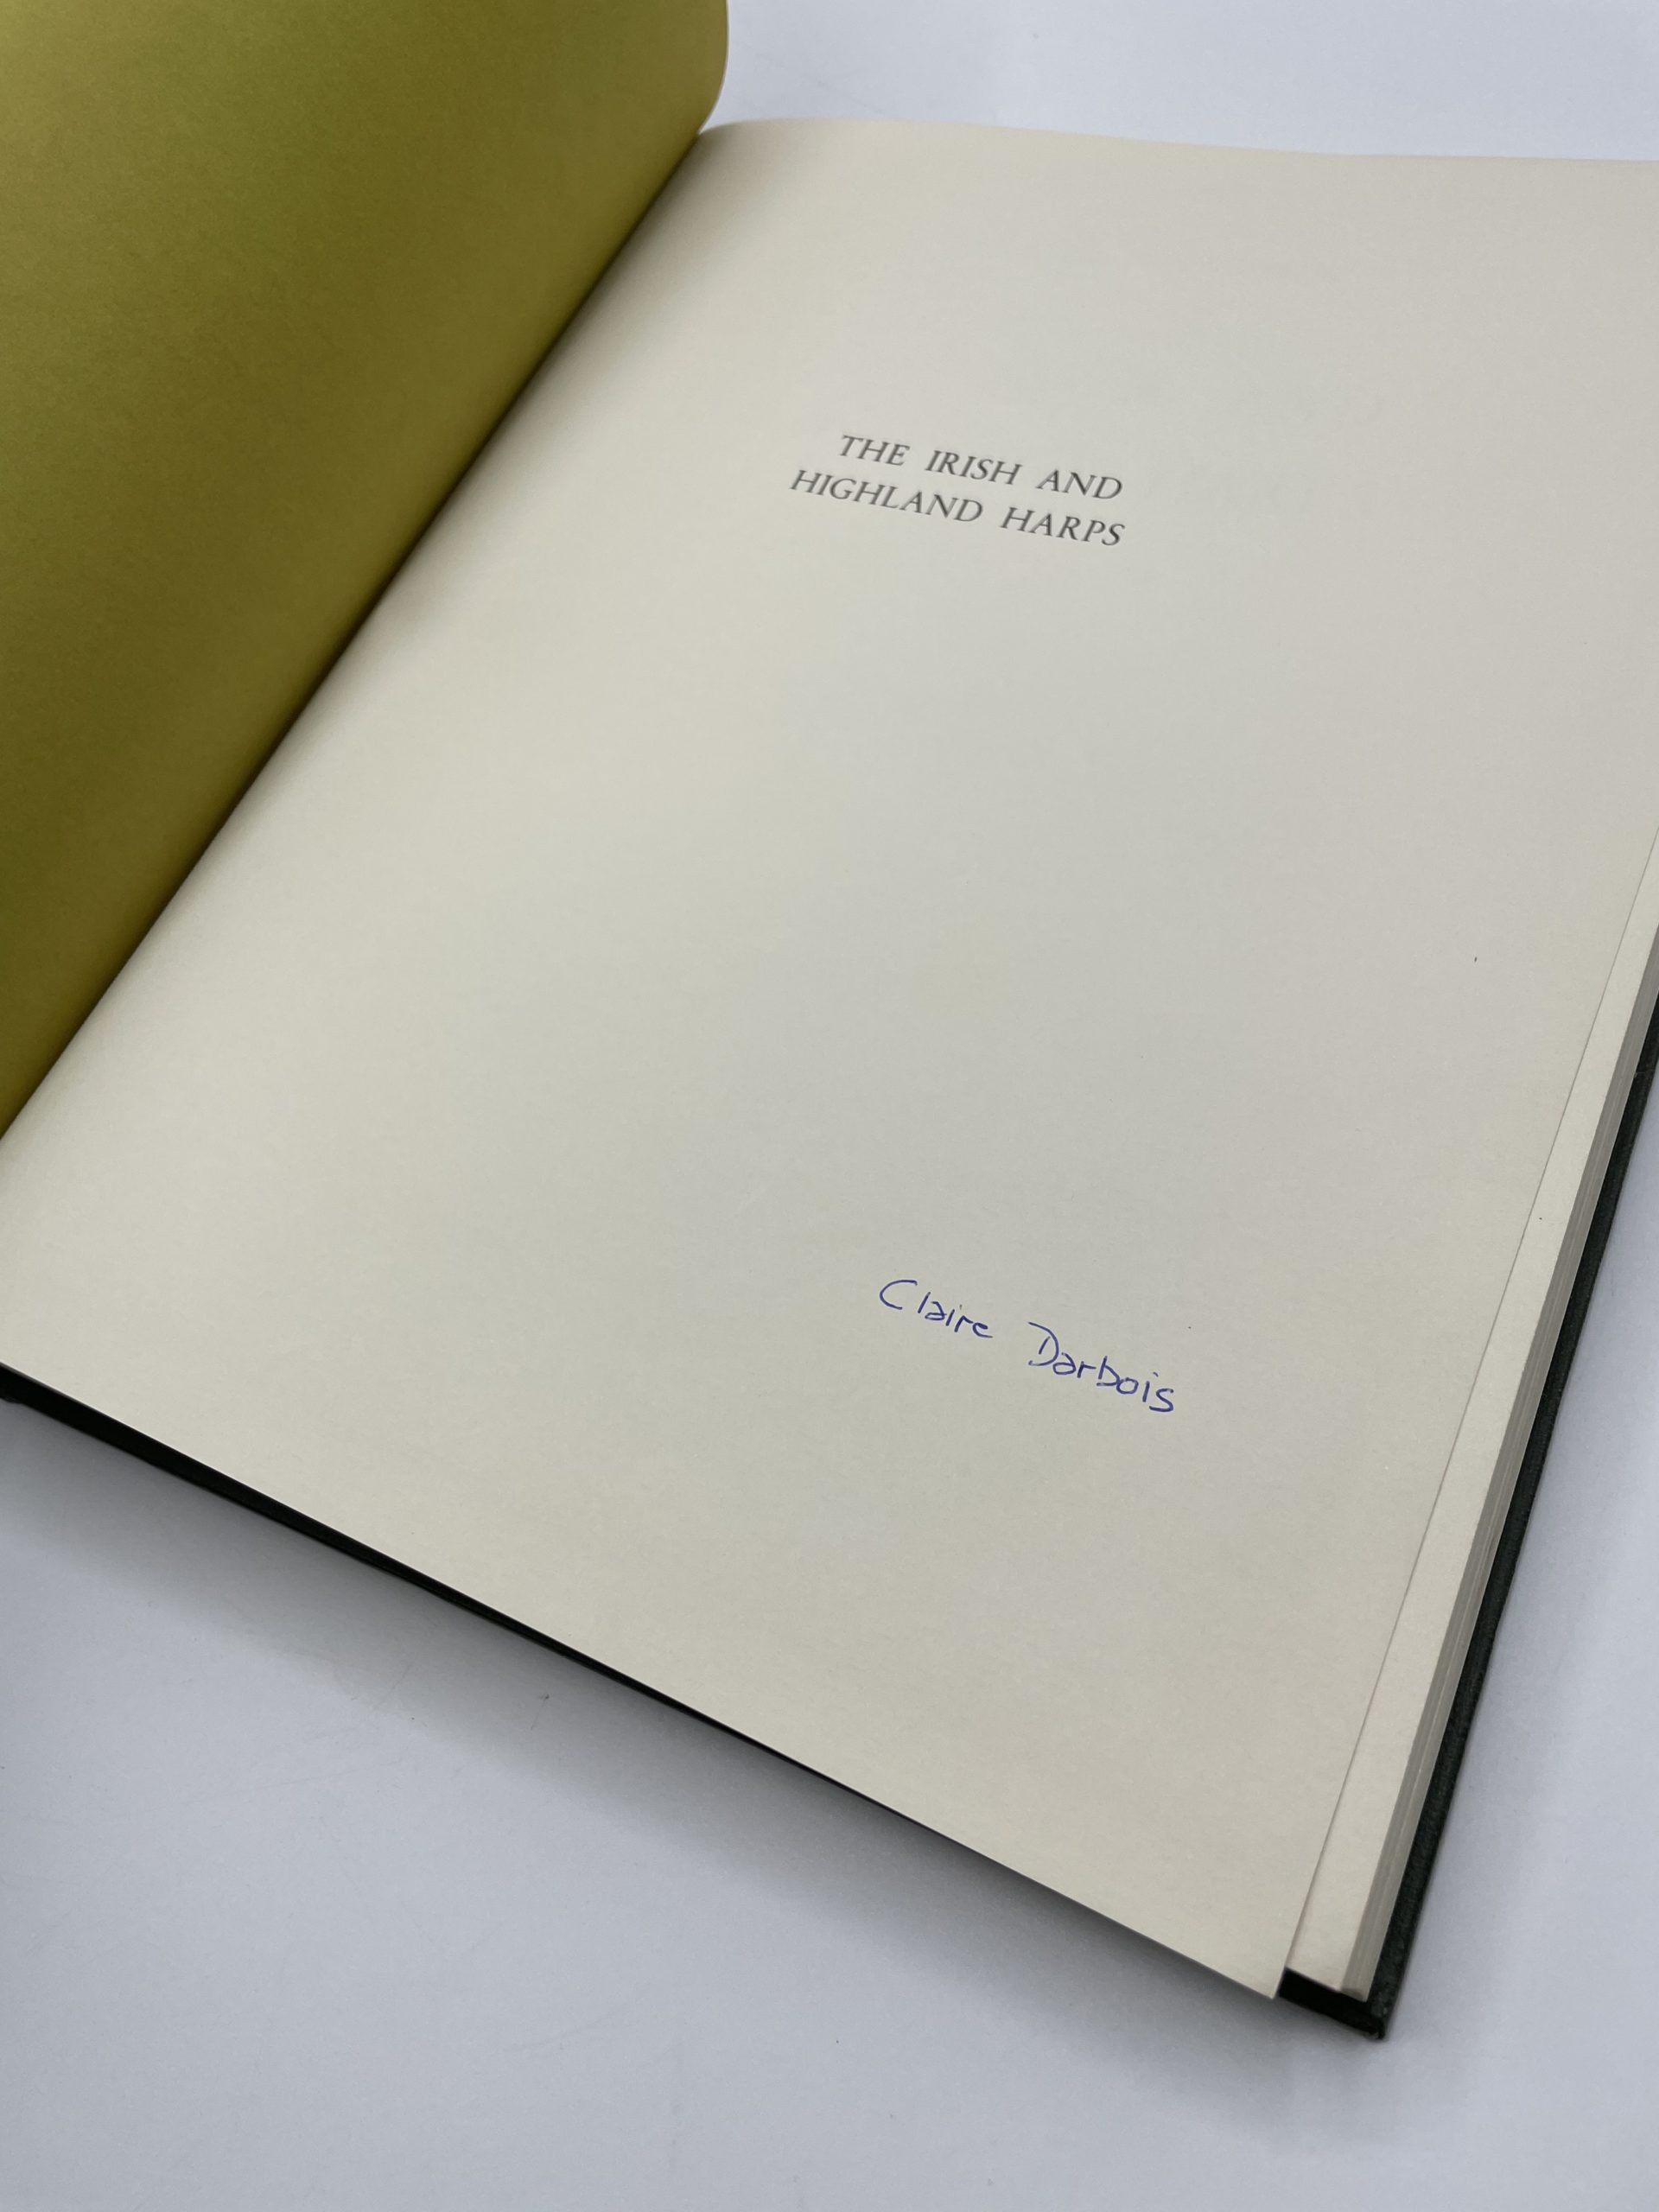 THE IRISH AND
HIGHLAND HARPS
Claire Darbois